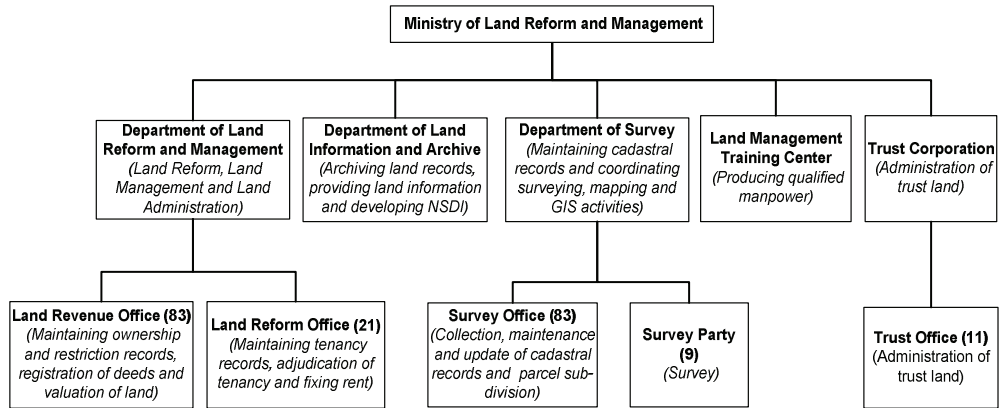 Ministry of Land Reform and Management
Department of Land
Reform and Management
(Land Reform, Land
Management and Land
Administration)
Department of Land
Information and Archive
(Archiving land records,
providing land information
and developing NSDI)
Department of Survey
(Maintaining cadastral
records and coordinating
surveying, mapping and
GIS activities)
Land Management
Training Center
(Producing qualified
manpower)
Trust Corporation
(Administration of
trust land)
Land Revenue Office (83)
(Maintaining ownership
and restriction records,
registration of deeds and
valuation of land)
Land Reform Office (21)
(Maintaining tenancy
records, adjudication of
tenancy and fixing rent)
Survey Office (83)
(Collection, maintenance
and update of cadastral
records and parcel sub-
division)
Survey Party
(9)
(Survey)
Trust Office (11)
(Administration of
trust land)